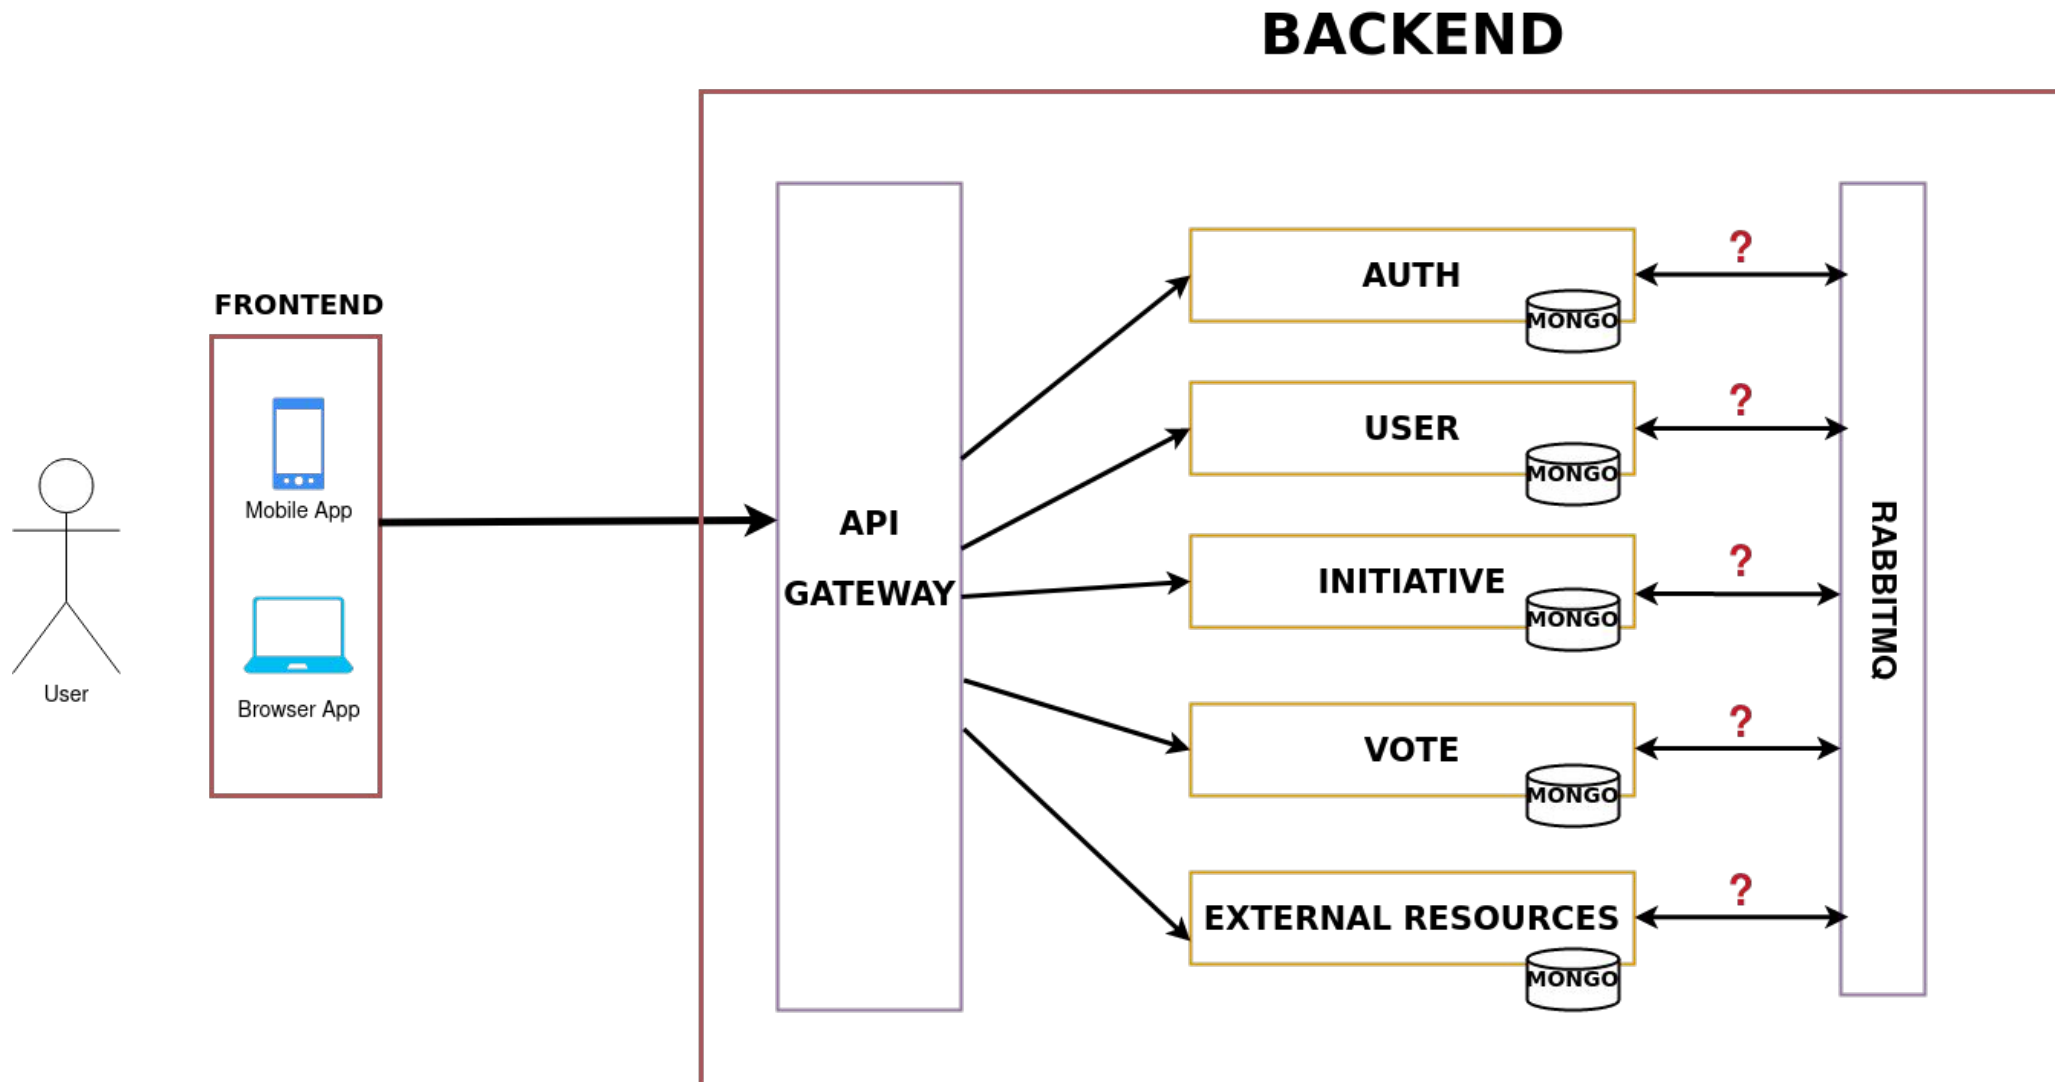 BACKEND
FRONTEND
Mobile App
Browser App
User
API
GATEWAY
AUTH
MONGO
?
USER
MONGO
?
INITIATIVE
MONGO
?
VOTE
MONGO
?
EXTERNAL RESOURCES
MONGO
?
RABBITMQ